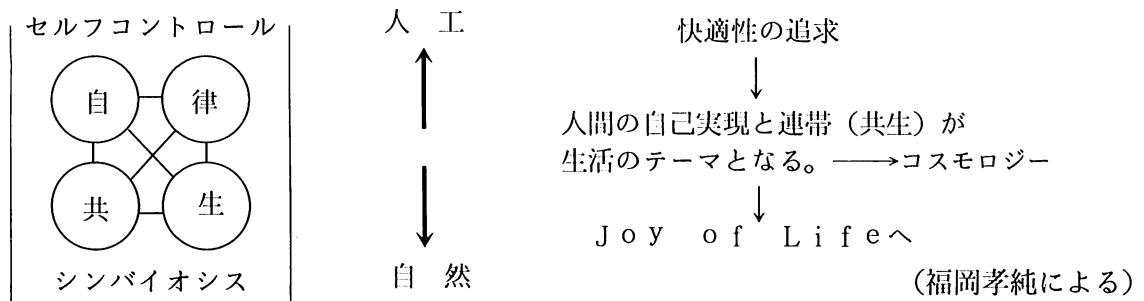 セルフコントロール
自 律
共 生
シンバイオシス
人 工
自 然
快適性の追求
人間の自己実現と連帯（共生）が
生活のテーマとなる。→コスモロジー
Joy of Lifeへ
（福岡孝純による）